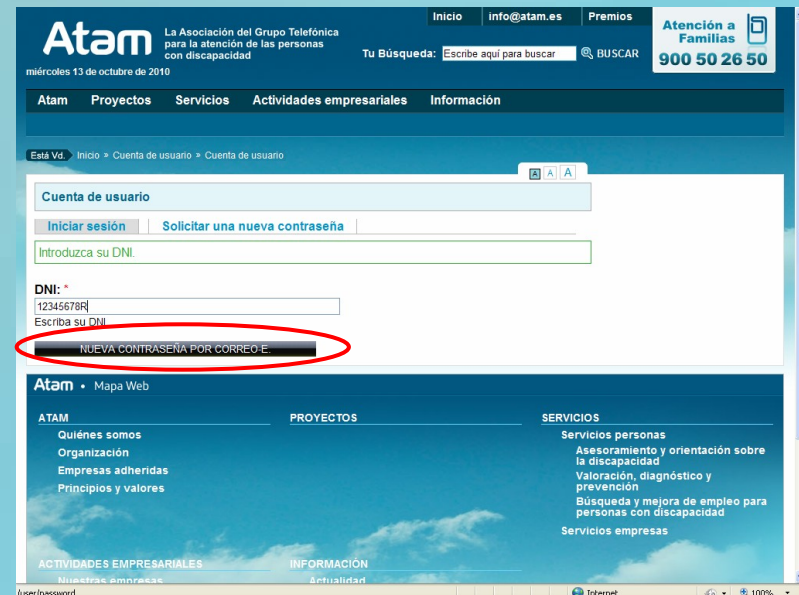 Inicio info@atam.es Premios
Atam
La Asociación del Grupo Telefónica
para la atención de las personas
con discapacidad
Tu Búsqueda: Escribe aquí para buscar BUSCAR
Atención a
Familias
900 50 26 50
miércoles 13 de octubre de 2010
Atam Proyectos Servicios Actividades empresariales Información
Está Vd. Inicio » Cuenta de usuario » Cuenta de usuario
A A A
Cuenta de usuario
Iniciar sesión Solicitar una nueva contraseña
Introduzca su DNI.
DNI: *
12345678R
Escriba su DNI
NUEVA CONTRASEÑA POR CORREO-E.
Atam • Mapa Web
ATAM
Quiénes somos
Organización
Empresas adheridas
Principios y valores
PROYECTOS
SERVICIOS
Servicios personas
Asesoramiento y orientación sobre
la discapacidad
Valoración, diagnóstico y
prevención
Búsqueda y mejora de empleo para
personas con discapacidad
Servicios empresas
ACTIVIDADES EMPRESARIALES
Nuestras empresas
INFORMACIÓN
Actualidad
/user/password Internet 100%